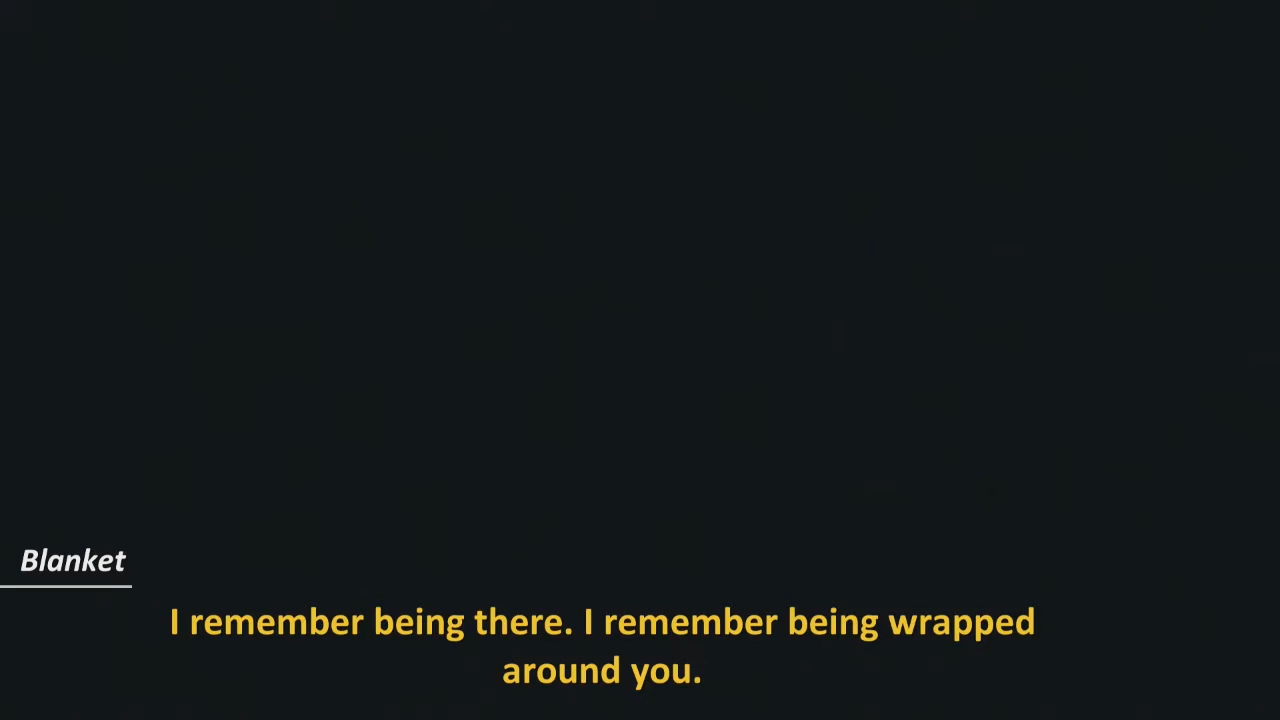 Blanket
I remember being there. I remember being wrapped
around you.